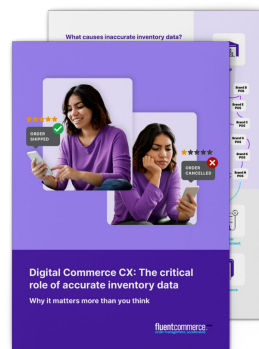 What causes inaccurate inventory data?
ORDER
SHIPPED
ORDER
CANCELLED
Digital Commerce CX: The critical
role of accurate inventory data
Why it matters more than you think
fluentcommerce